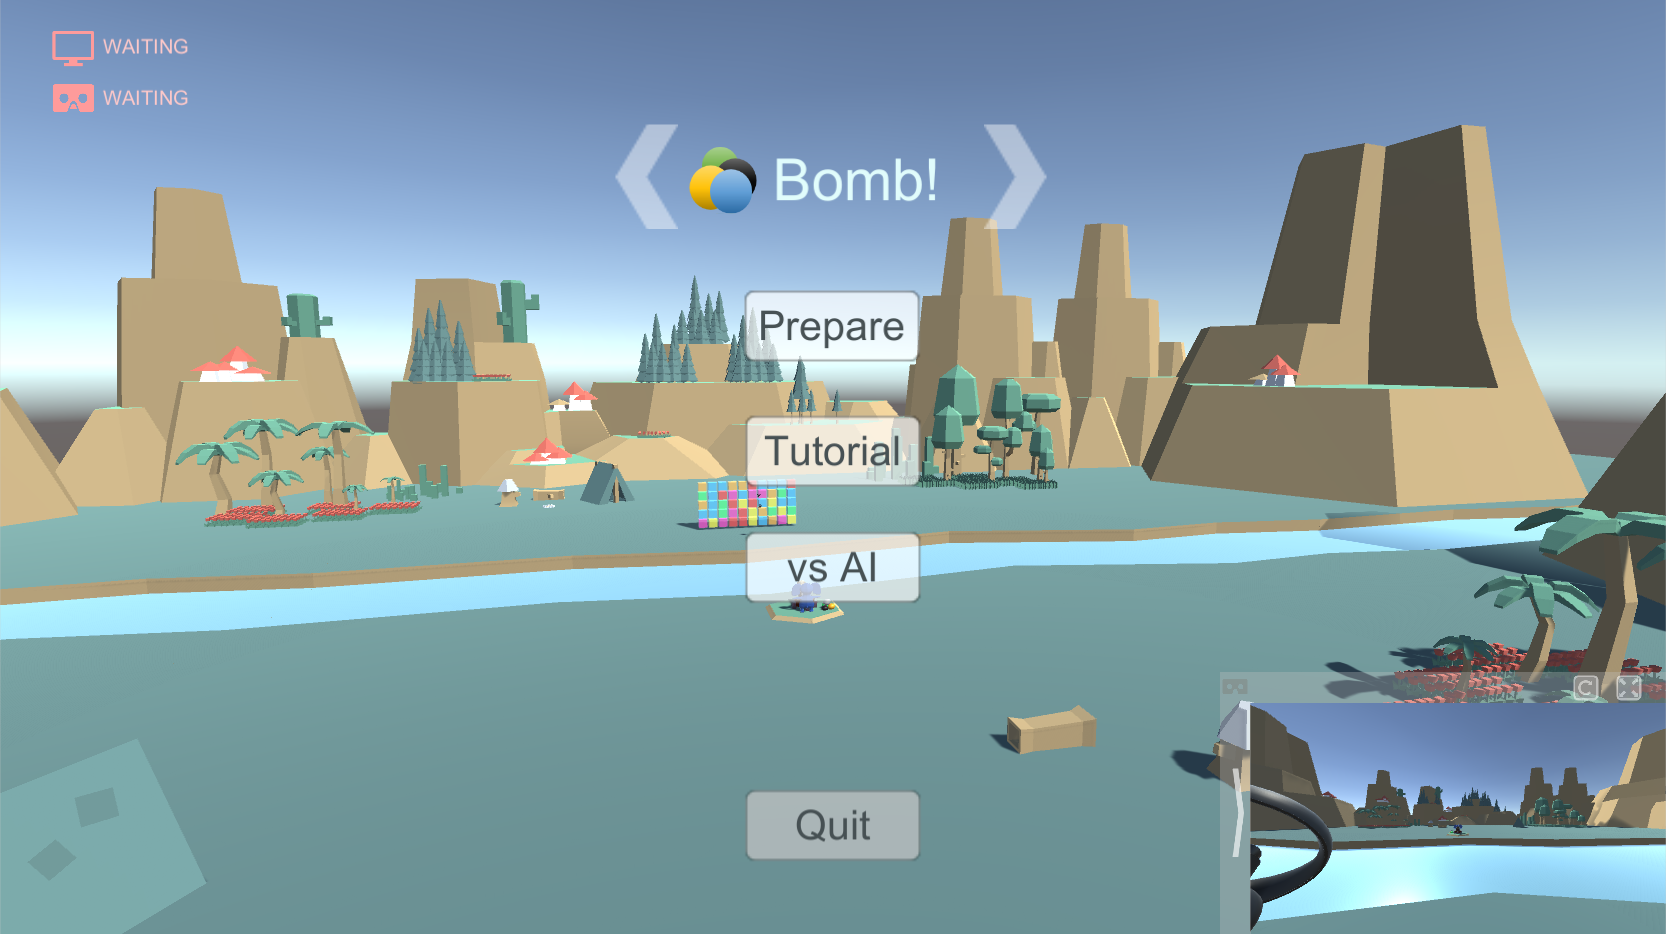 WAITING
WAITING
Bomb!
Prepare
Tutorial
vs AI
Quit